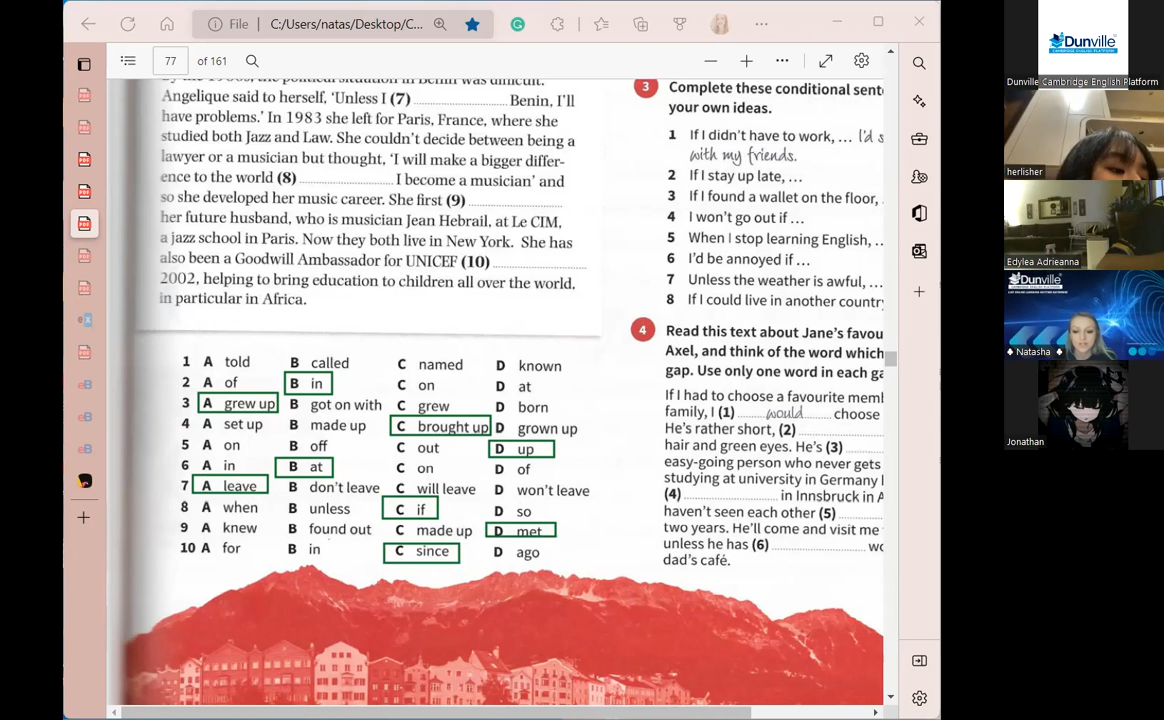 File
C:/Users/natas/Desktop/C...
77
of 161
Angelique said to herself, 'Unless I (7) Benin, I'll
have problems.' In 1983 she left for Paris, France, where she
studied both Jazz and Law. She couldn't decide between being a
lawyer or a musician but thought, 'I will make a bigger differ-
ence to the world (8) I become a musician' and
so she developed her music career. She first (9)
her future husband, who is musician Jean Hebrail, at Le CIM,
a jazz school in Paris. Now they both live in New York. She has
also been a Goodwill Ambassador for UNICEF (10)
2002, helping to bring education to children all over the world,
in particular in Africa.
1 A told B called C named D known
2 A of B in C on D at
3 A grew up B got on with C grew D born
4 A set up B made up C brought up D grown up
5 A on B off C out D up
6 A in B at C on D of
7 A leave B don't leave C will leave D won't leave
8 A when B unless C if D so
9 A knew B found out C made up D met
10 A for B in C since D ago
3 Complete these conditional sent
your own ideas.
1 If I didn't have to work, ... I'd s
with my friends.
2 If I stay up late, ...
3 If I found a wallet on the floor,
4 I won't go out if ...
5 When I stop learning English, ..
6 I'd be annoyed if ...
7 Unless the weather is awful, ...
8 If I could live in another country
4 Read this text about Jane's favou
Axel, and think of the word which
gap. Use only one word in each ga
If I had to choose a favourite memb
family, I (1) would choose
He's rather short, (2)
hair and green eyes. He's (3)
easy-going person who never gets
studying at university in Germany
(4) in Innsbruck in A
haven't seen each other (5)
two years. He'll come and visit me
unless he has (6) wo
dad's café.
Dunville
CAMBRIDGE ENGLISH PLATFORM
Dunville Cambridge English Platform
herlisher
Edylea Adrieanna
Dunville
Natasha
Jonathan